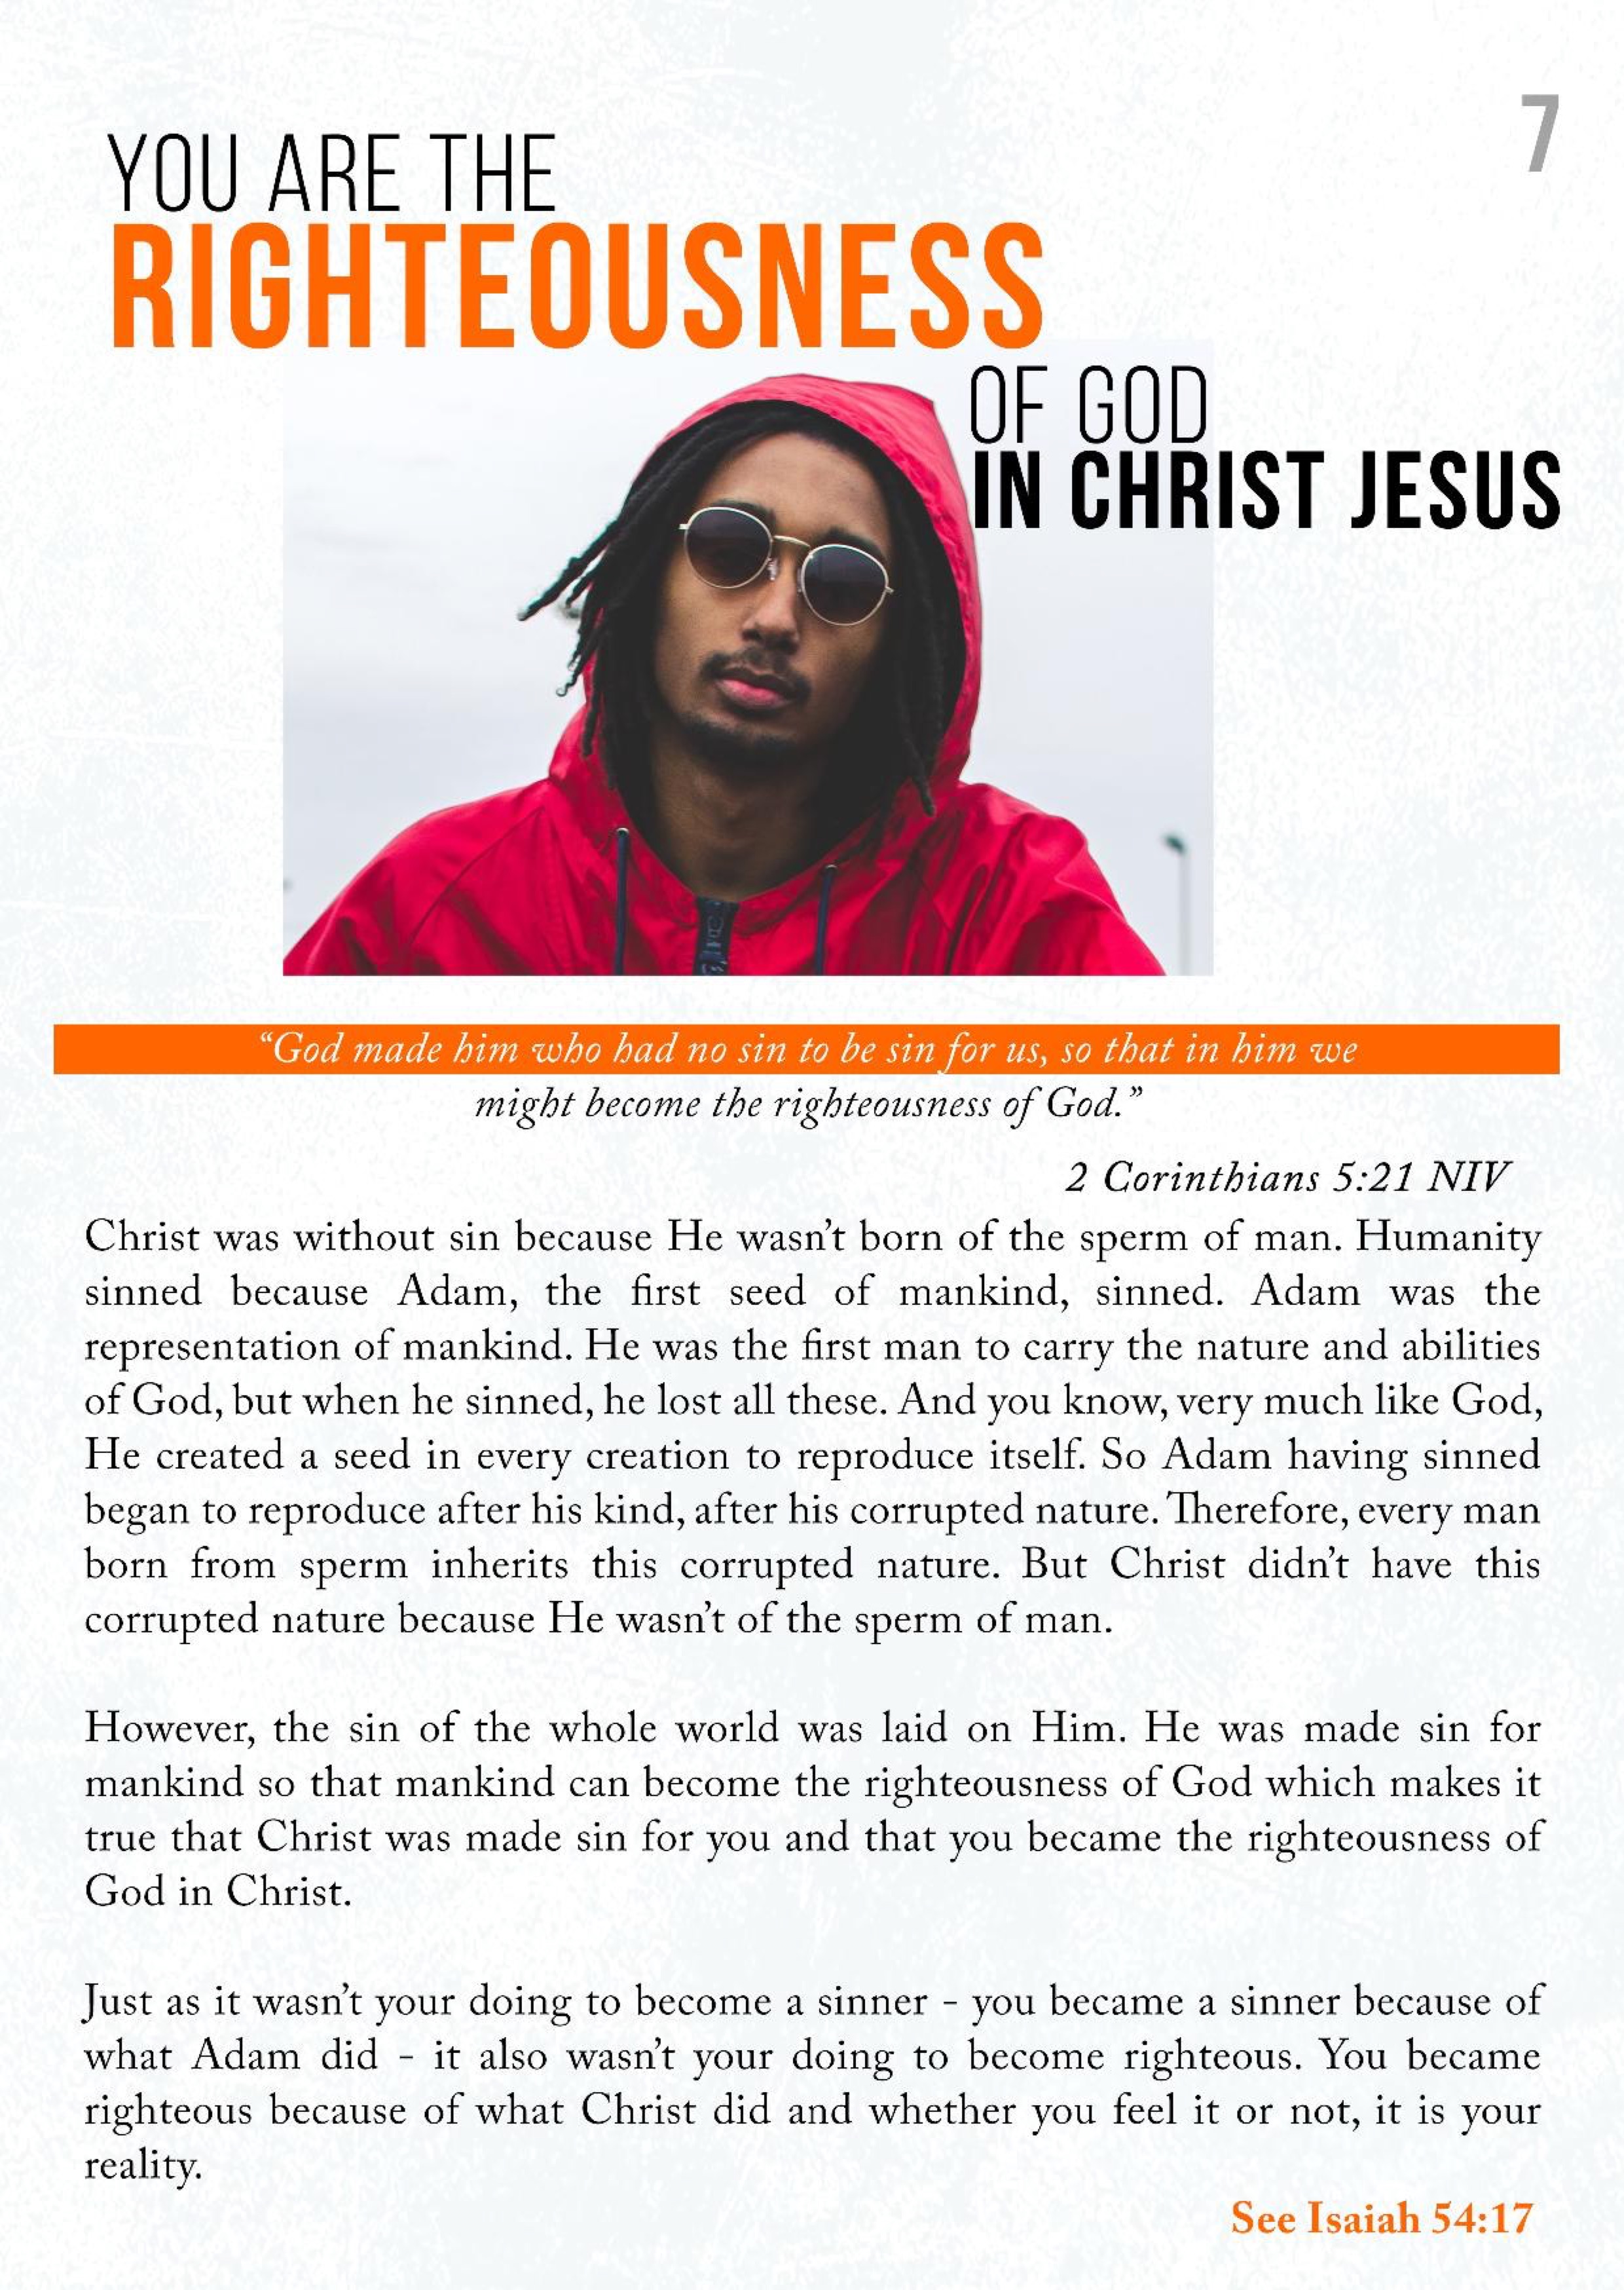 7
YOU ARE THE
RIGHTEOUSNESS
OF GOD
IN CHRIST JESUS
“God made him who had no sin to be sin for us, so that in him we
might become the righteousness of God.”
2 Corinthians 5:21 NIV
Christ was without sin because He wasn’t born of the sperm of man. Humanity
sinned because Adam, the first seed of mankind, sinned. Adam was the
representation of mankind. He was the first man to carry the nature and abilities
of God, but when he sinned, he lost all these. And you know, very much like God,
He created a seed in every creation to reproduce itself. So Adam having sinned
began to reproduce after his kind, after his corrupted nature. Therefore, every man
born from sperm inherits this corrupted nature. But Christ didn’t have this
corrupted nature because He wasn’t of the sperm of man.
However, the sin of the whole world was laid on Him. He was made sin for
mankind so that mankind can become the righteousness of God which makes it
true that Christ was made sin for you and that you became the righteousness of
God in Christ.
Just as it wasn’t your doing to become a sinner - you became a sinner because of
what Adam did - it also wasn’t your doing to become righteous. You became
righteous because of what Christ did and whether you feel it or not, it is your
reality.
See Isaiah 54:17